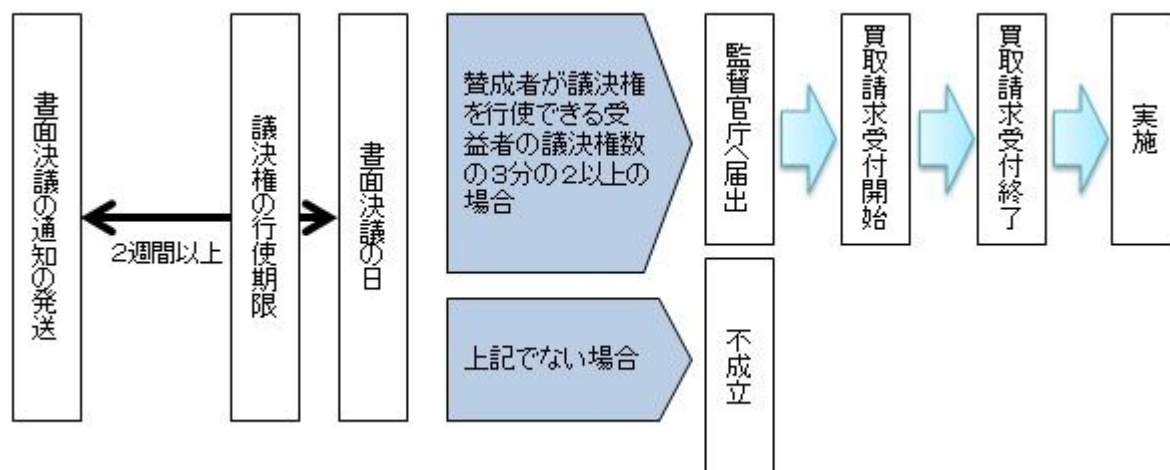 書面決議の通知の発送
2週間以上
議決権の行使期限
書面決議の日
賛成者が議決権
を行使できる受
益者の議決権数
の3分の2以上の
場合
上記でない場合
監督官庁へ届出
不成立
買取請求受付開始
買取請求受付終了
実施